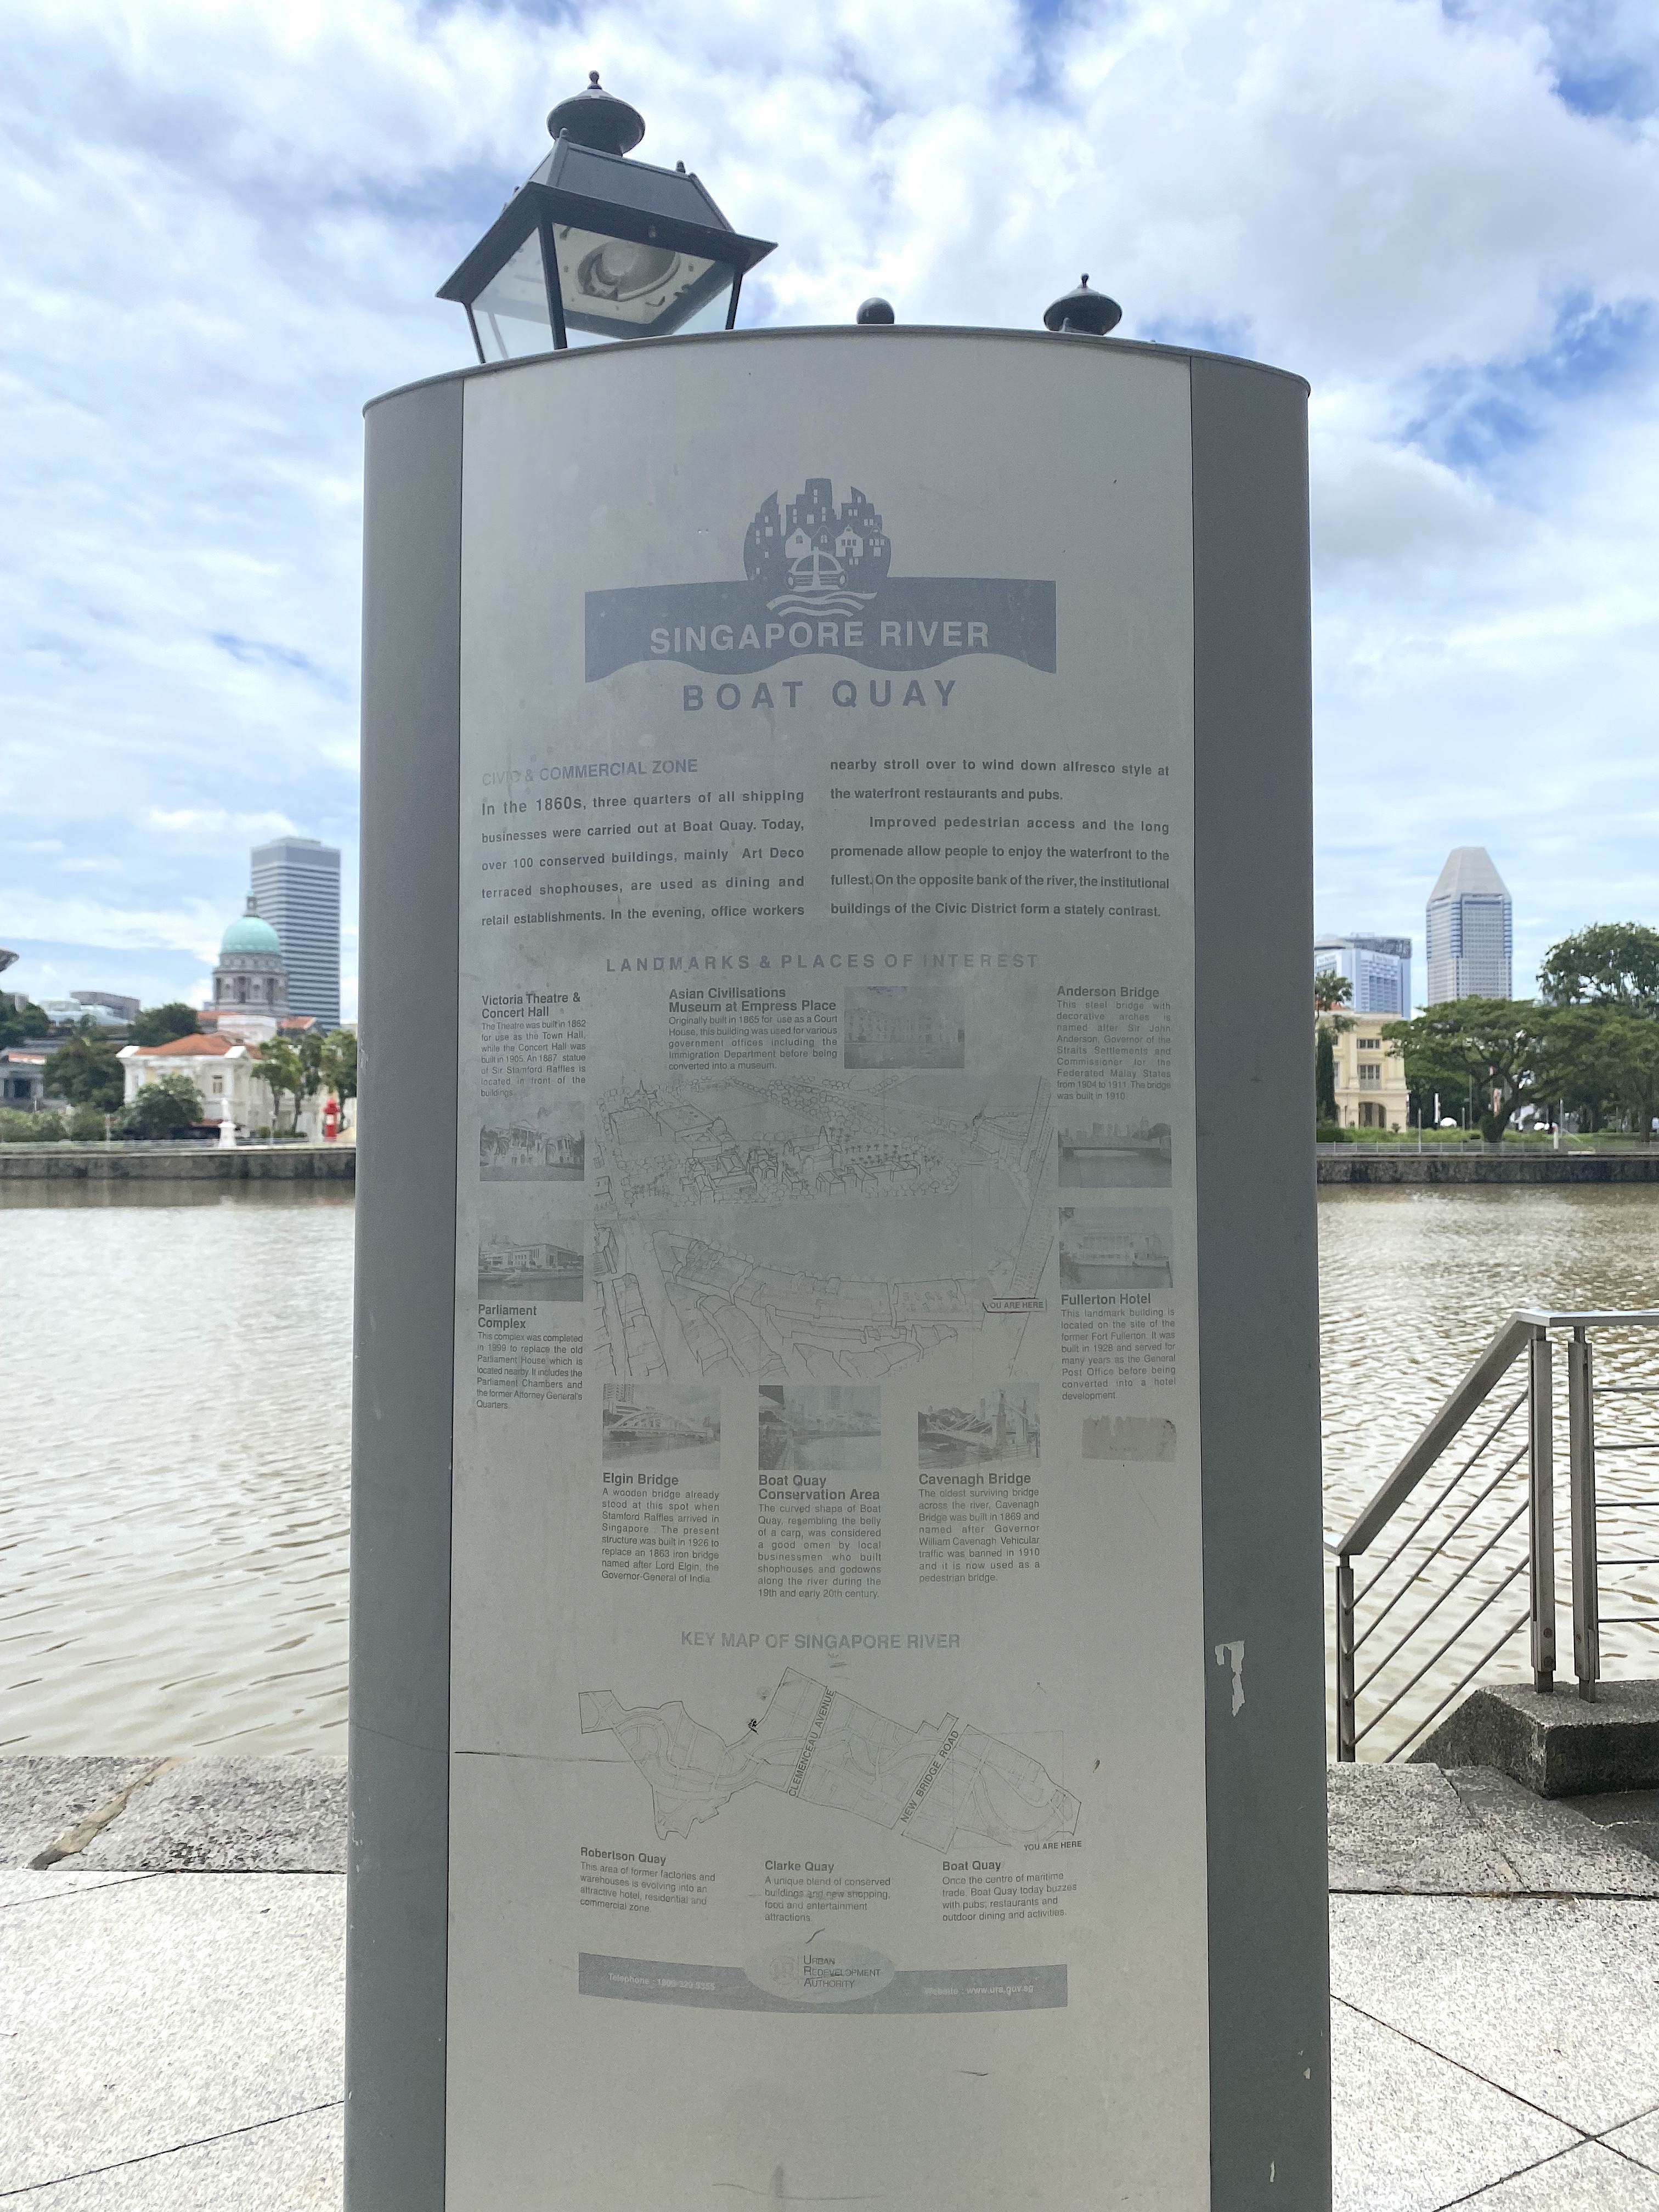 SINGAPORE RIVER
BOAT QUAY
CIVIC & COMMERCIAL ZONE
In the 1860s, three quarters of all shipping
businesses were carried out at Boat Quay. Today,
over 100 conserved buildings, mainly Art Deco
terraced shophouses, are used as dining and
retail establishments. In the evening, office workers
nearby stroll over to wind down alfresco style at
the waterfront restaurants and pubs.
Improved pedestrian access and the long
promenade allow people to enjoy the waterfront to the
fullest. On the opposite bank of the river, the institutional
buildings of the Civic District form a stately contrast.
LANDMARKS & PLACES OF INTEREST
Victoria Theatre &
Concert Hall
The Theatre was built in 1862
for use as the Town Hall,
while the Concert Hall was
built in 1905. An 1887 statue
of Sir Stamford Raffles is
located in front of the
buildings.
Asian Civilisations
Museum at Empress Place
Originally built in 1865 for use as a Court
House, this building was used for various
government offices including the
Immigration Department before being
converted into a museum.
Anderson Bridge
This steel bridge with
decorative arches is
named after Sir John
Anderson, Governor of the
Straits Settlements and
Commissioner for the
Federated Malay States
from 1904 to 1911. The bridge
was built in 1910.
YOU ARE HERE
Parliament
Complex
This complex was completed
in 1999 to replace the old
Parliament House which is
located nearby. It includes the
Parliament Chambers and
the former Attorney General's
Quarters.
Fullerton Hotel
This landmark building is
located on the site of the
former Fort Fullerton. It was
built in 1928 and served for
many years as the General
Post Office before being
converted into a hotel
development.
Elgin Bridge
A wooden bridge already
stood at this spot when
Stamford Raffles arrived in
Singapore. The present
structure was built in 1926 to
replace an 1863 iron bridge
named after Lord Elgin, the
Governor-General of India.
Boat Quay
Conservation Area
The curved shape of Boat
Quay, resembling the belly
of a carp, was considered
a good omen by local
businessmen who built
shophouses and godowns
along the river during the
19th and early 20th century.
Cavenagh Bridge
The oldest surviving bridge
across the river, Cavenagh
Bridge was built in 1869 and
named after Governor
William Cavenagh. Vehicular
traffic was banned in 1910
and it is now used as a
pedestrian bridge.
KEY MAP OF SINGAPORE RIVER
CLEMENCEAU AVENUE
NEW BRIDGE ROAD
YOU ARE HERE
Robertson Quay
This area of former factories and
warehouses is evolving into an
attractive hotel, residential and
commercial zone.
Clarke Quay
A unique blend of conserved
buildings and new shopping,
food and entertainment
attractions.
Boat Quay
Once the centre of maritime
trade, Boat Quay today buzzes
with pubs, restaurants and
outdoor dining and activities.
URBAN
REDEVELOPMENT
AUTHORITY
Telephone :
Website : www.ura.gov.sg